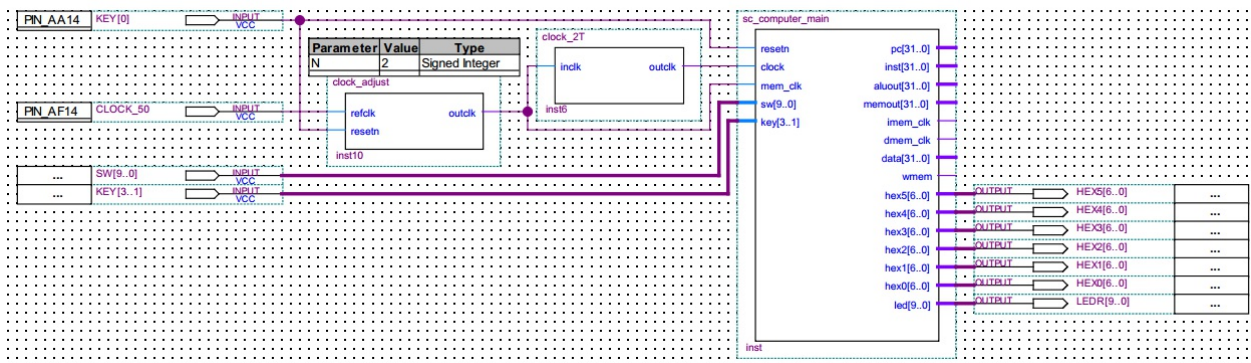 PIN_AA14 KEY[0] INPUT VCC
Parameter Value Type
N 2 Signed Integer
clock_adjust
refclk outclk
resetn
inst10
clock_2T
inclk outclk
inst6
PIN_AF14 CLOCK_50 INPUT VCC
... SW[9..0] INPUT VCC
... KEY[3..1] INPUT VCC
sc_computer_main
resetn pc[31..0]
clock inst[31..0]
mem_clk aluout[31..0]
sw[9..0] memout[31..0]
key[3..1] imem_clk
dmem_clk
data[31..0]
wmem
hex5[6..0] OUTPUT HEX5[6..0] ...
hex4[6..0] OUTPUT HEX4[6..0] ...
hex3[6..0] OUTPUT HEX3[6..0] ...
hex2[6..0] OUTPUT HEX2[6..0] ...
hex1[6..0] OUTPUT HEX1[6..0] ...
hex0[6..0] OUTPUT HEX0[6..0] ...
led[9..0] OUTPUT LEDR[9..0] ...
inst